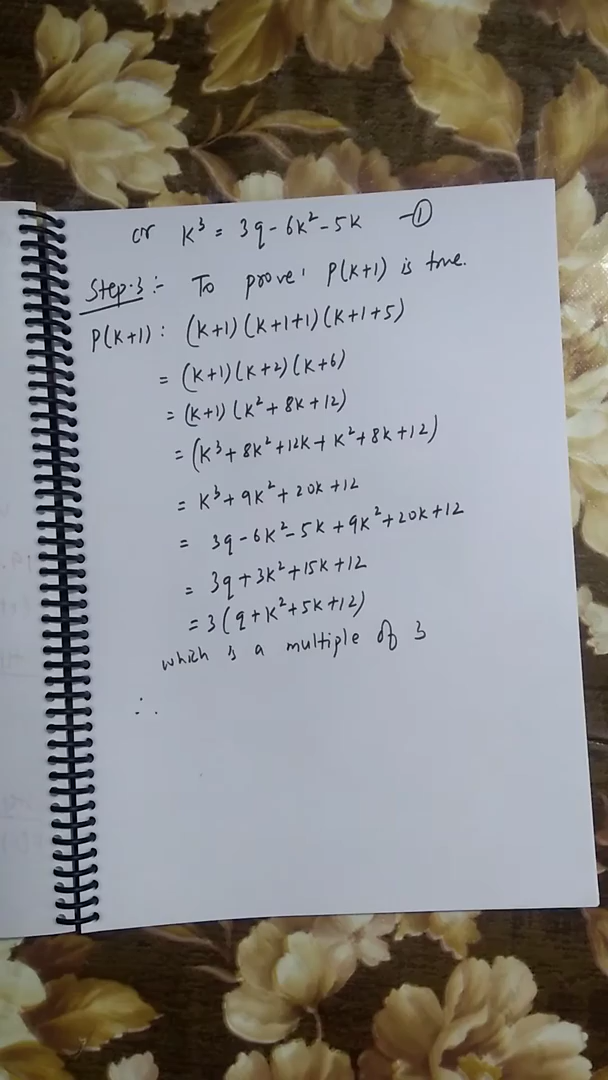 or K³ = 3q - 6k² - 5k —①
Step.3 :- To prove: P(k+1) is true.
P(k+1) : (k+1)(k+1+1)(k+1+5)
= (k+1)(k+2)(k+6)
= (k+1)(k² + 8k + 12)
= (k³ + 8k² + 12k + k² + 8k + 12)
= k³ + 9k² + 20k + 12
= 3q - 6k² - 5k + 9k² + 20k + 12
= 3q + 3k² + 15k + 12
= 3(q + k² + 5k + 12)
which is a multiple of 3
∴